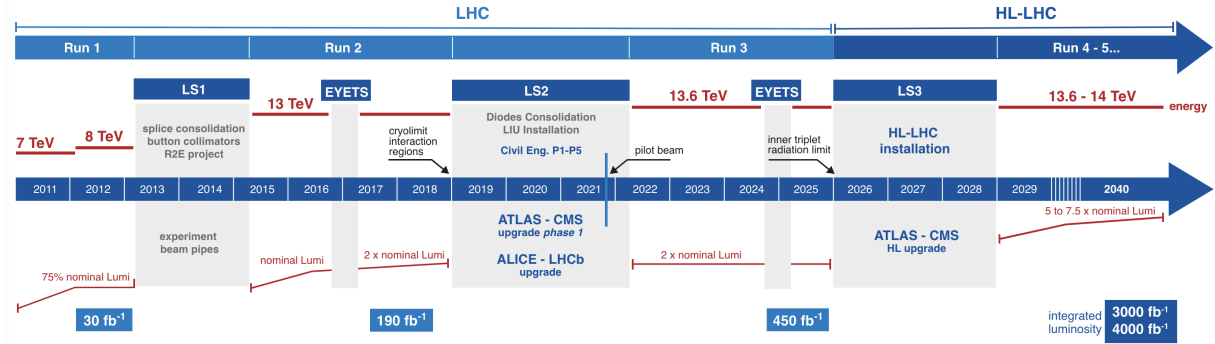 LHC
HL-LHC
Run 1
Run 2
Run 3
Run 4 - 5...
LS1
EYETS
LS2
EYETS
LS3
13 TeV
13.6 TeV
13.6 - 14 TeV
energy
7 TeV
8 TeV
splice consolidation
button collimators
R2E project
cryolimit
interaction
regions
Diodes Consolidation
LIU Installation
Civil Eng. P1-P5
pilot beam
inner triplet
radiation limit
HL-LHC
installation
2011
2012
2013
2014
2015
2016
2017
2018
2019
2020
2021
2022
2023
2024
2025
2026
2027
2028
2029
2040
5 to 7.5 x nominal Lumi
experiment
beam pipes
ATLAS - CMS
upgrade phase 1
ALICE - LHCb
upgrade
ATLAS - CMS
HL upgrade
75% nominal Lumi
nominal Lumi
2 x nominal Lumi
2 x nominal Lumi
30 fb-1
190 fb-1
450 fb-1
integrated
luminosity
3000 fb-1
4000 fb-1